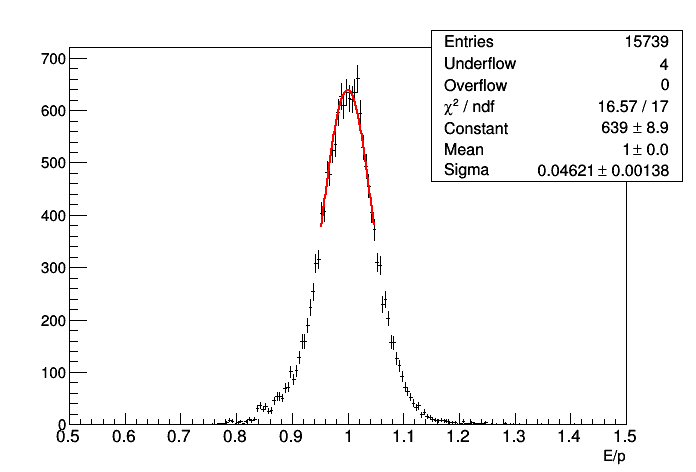 Entries 15739
Underflow 4
Overflow 0
χ² / ndf 16.57 / 17
Constant 639 ± 8.9
Mean 1 ± 0.0
Sigma 0.04621 ± 0.00138
700
600
500
400
300
200
100
0
0.5 0.6 0.7 0.8 0.9 1 1.1 1.2 1.3 1.4 1.5
E/p